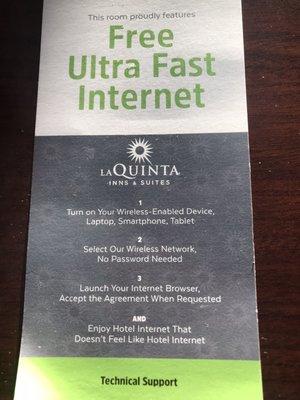 This room proudly features
Free
Ultra Fast
Internet
LAQUINTA
INNS & SUITES
1
Turn on Your Wireless-Enabled Device,
Laptop, Smartphone, Tablet
2
Select Our Wireless Network,
No Password Needed
3
Launch Your Internet Browser,
Accept the Agreement When Requested
AND
Enjoy Hotel Internet That
Doesn't Feel Like Hotel Internet
Technical Support